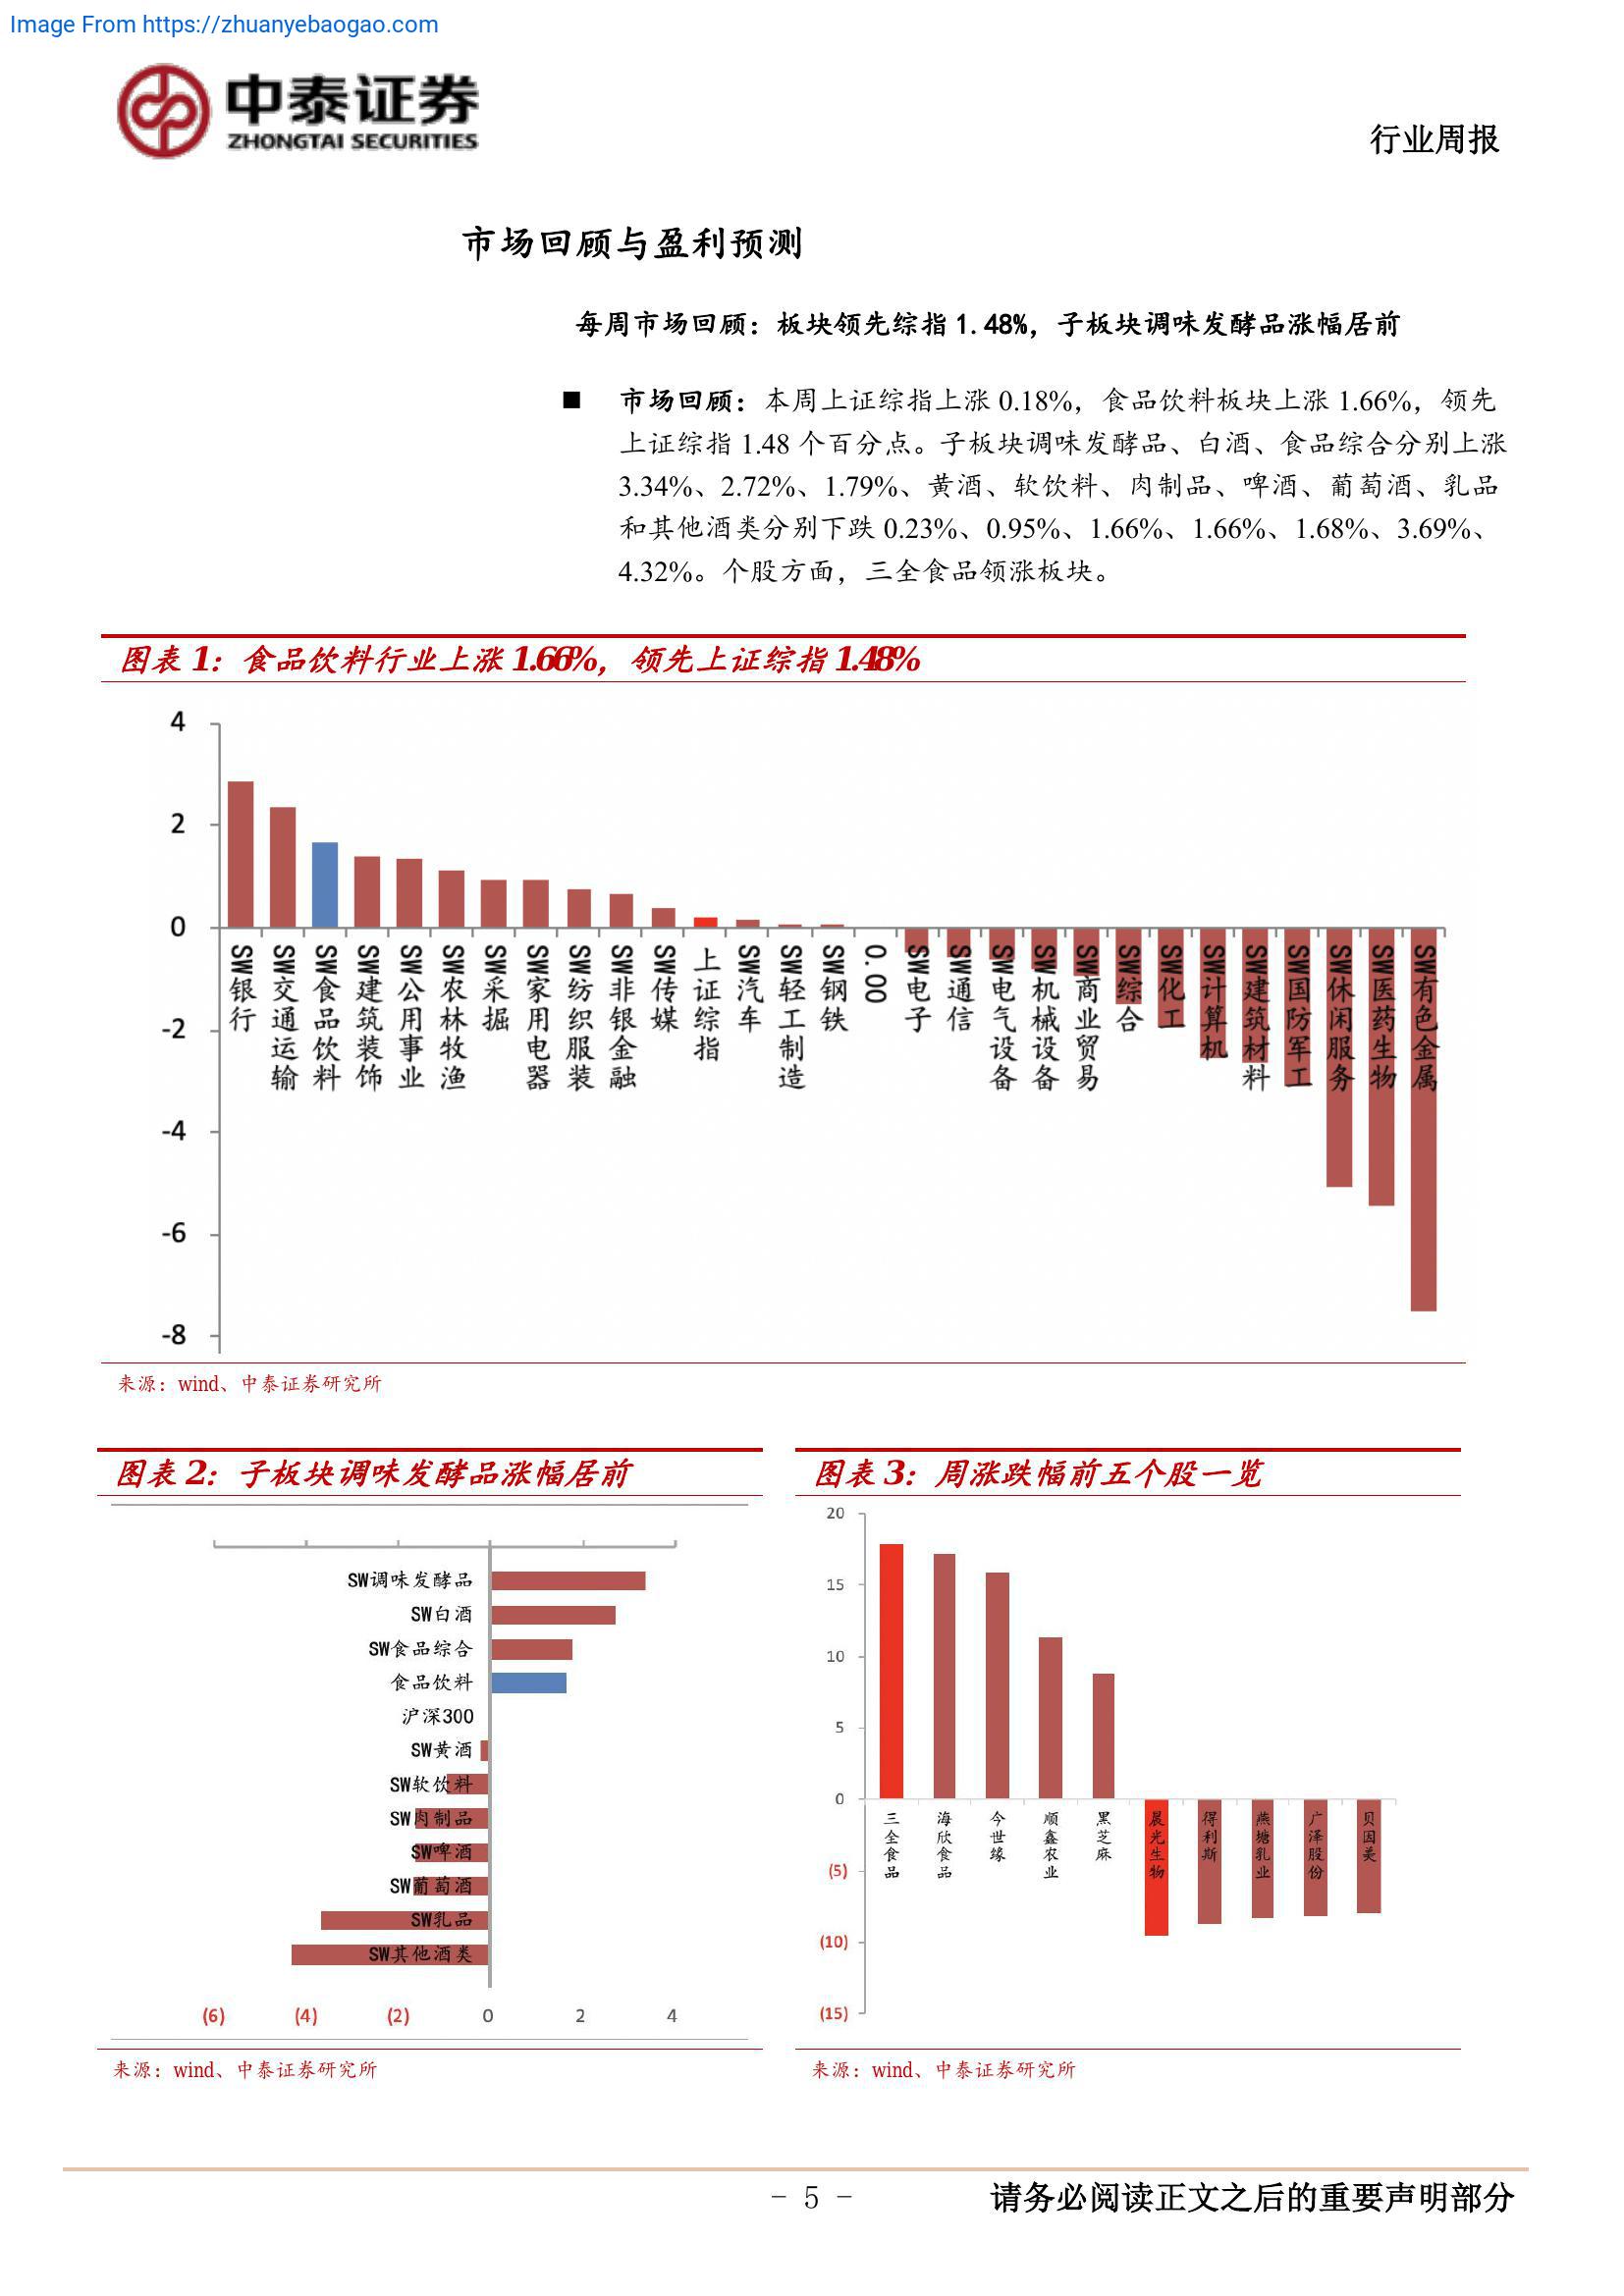 Image From https://zhuanyebaogao.com
中泰证券
ZHONGTAI SECURITIES
行业周报
市场回顾与盈利预测
每周市场回顾：板块领先综指1.48%，子板块调味发酵品涨幅居前
■ 市场回顾：本周上证综指上涨 0.18%，食品饮料板块上涨 1.66%，领先
上证综指 1.48 个百分点。子板块调味发酵品、白酒、食品综合分别上涨
3.34%、2.72%、1.79%、黄酒、软饮料、肉制品、啤酒、葡萄酒、乳品
和其他酒类分别下跌 0.23%、0.95%、1.66%、1.66%、1.68%、3.69%、
4.32%。个股方面，三全食品领涨板块。
图表 1：食品饮料行业上涨 1.66%，领先上证综指 1.48%
4
2
0
-2
-4
-6
-8
SW银行
SW交通运输
SW食品饮料
SW建筑装饰
SW公用事业
SW农林牧渔
SW采掘
SW家用电器
SW纺织服装
SW非银金融
SW传媒
上证综指
SW汽车
SW轻工制造
SW钢铁
0.00
SW电子
SW通信
SW电气设备
SW机械设备
SW商业贸易
SW综合
SW化工
SW计算机
SW建筑材料
SW国防军工
SW休闲服务
SW医药生物
SW有色金属
来源：wind、中泰证券研究所
图表 2：子板块调味发酵品涨幅居前
SW调味发酵品
SW白酒
SW食品综合
食品饮料
沪深300
SW黄酒
SW软饮料
SW肉制品
SW啤酒
SW葡萄酒
SW乳品
SW其他酒类
(6) (4) (2) 0 2 4
来源：wind、中泰证券研究所
图表 3：周涨跌幅前五个股一览
20
15
10
5
0
(5)
(10)
(15)
三全食品
海欣食品
今世缘
顺鑫农业
黑芝麻
晨光生物
得利斯
燕塘乳业
广泽股份
贝因美
来源：wind、中泰证券研究所
- 5 -
请务必阅读正文之后的重要声明部分